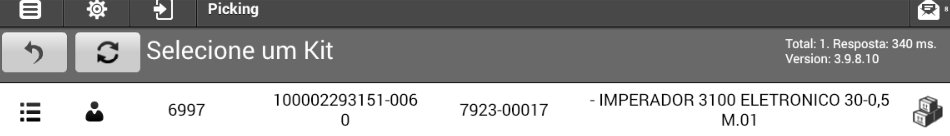 Picking
Selecione um Kit
Total: 1. Resposta: 340 ms.
Version: 3.9.8.10
6997
100002293151-006
0
7923-00017
- IMPERADOR 3100 ELETRONICO 30-0,5
M.01